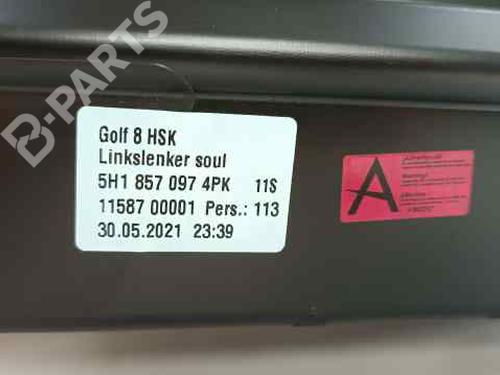 B-PARTS
Golf 8 HSK
Linkslenker soul
5H1 857 097 4PK 11S
11587 00001 Pers.: 113
30.05.2021 23:39
A